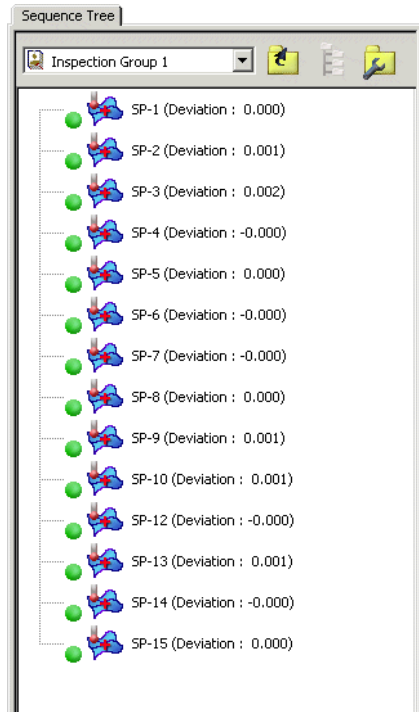 Sequence Tree
Inspection Group 1
SP-1 (Deviation :  0.000)
SP-2 (Deviation :  0.001)
SP-3 (Deviation :  0.002)
SP-4 (Deviation : -0.000)
SP-5 (Deviation :  0.000)
SP-6 (Deviation : -0.000)
SP-7 (Deviation : -0.000)
SP-8 (Deviation :  0.000)
SP-9 (Deviation :  0.001)
SP-10 (Deviation :  0.001)
SP-12 (Deviation : -0.000)
SP-13 (Deviation :  0.001)
SP-14 (Deviation : -0.000)
SP-15 (Deviation :  0.000)